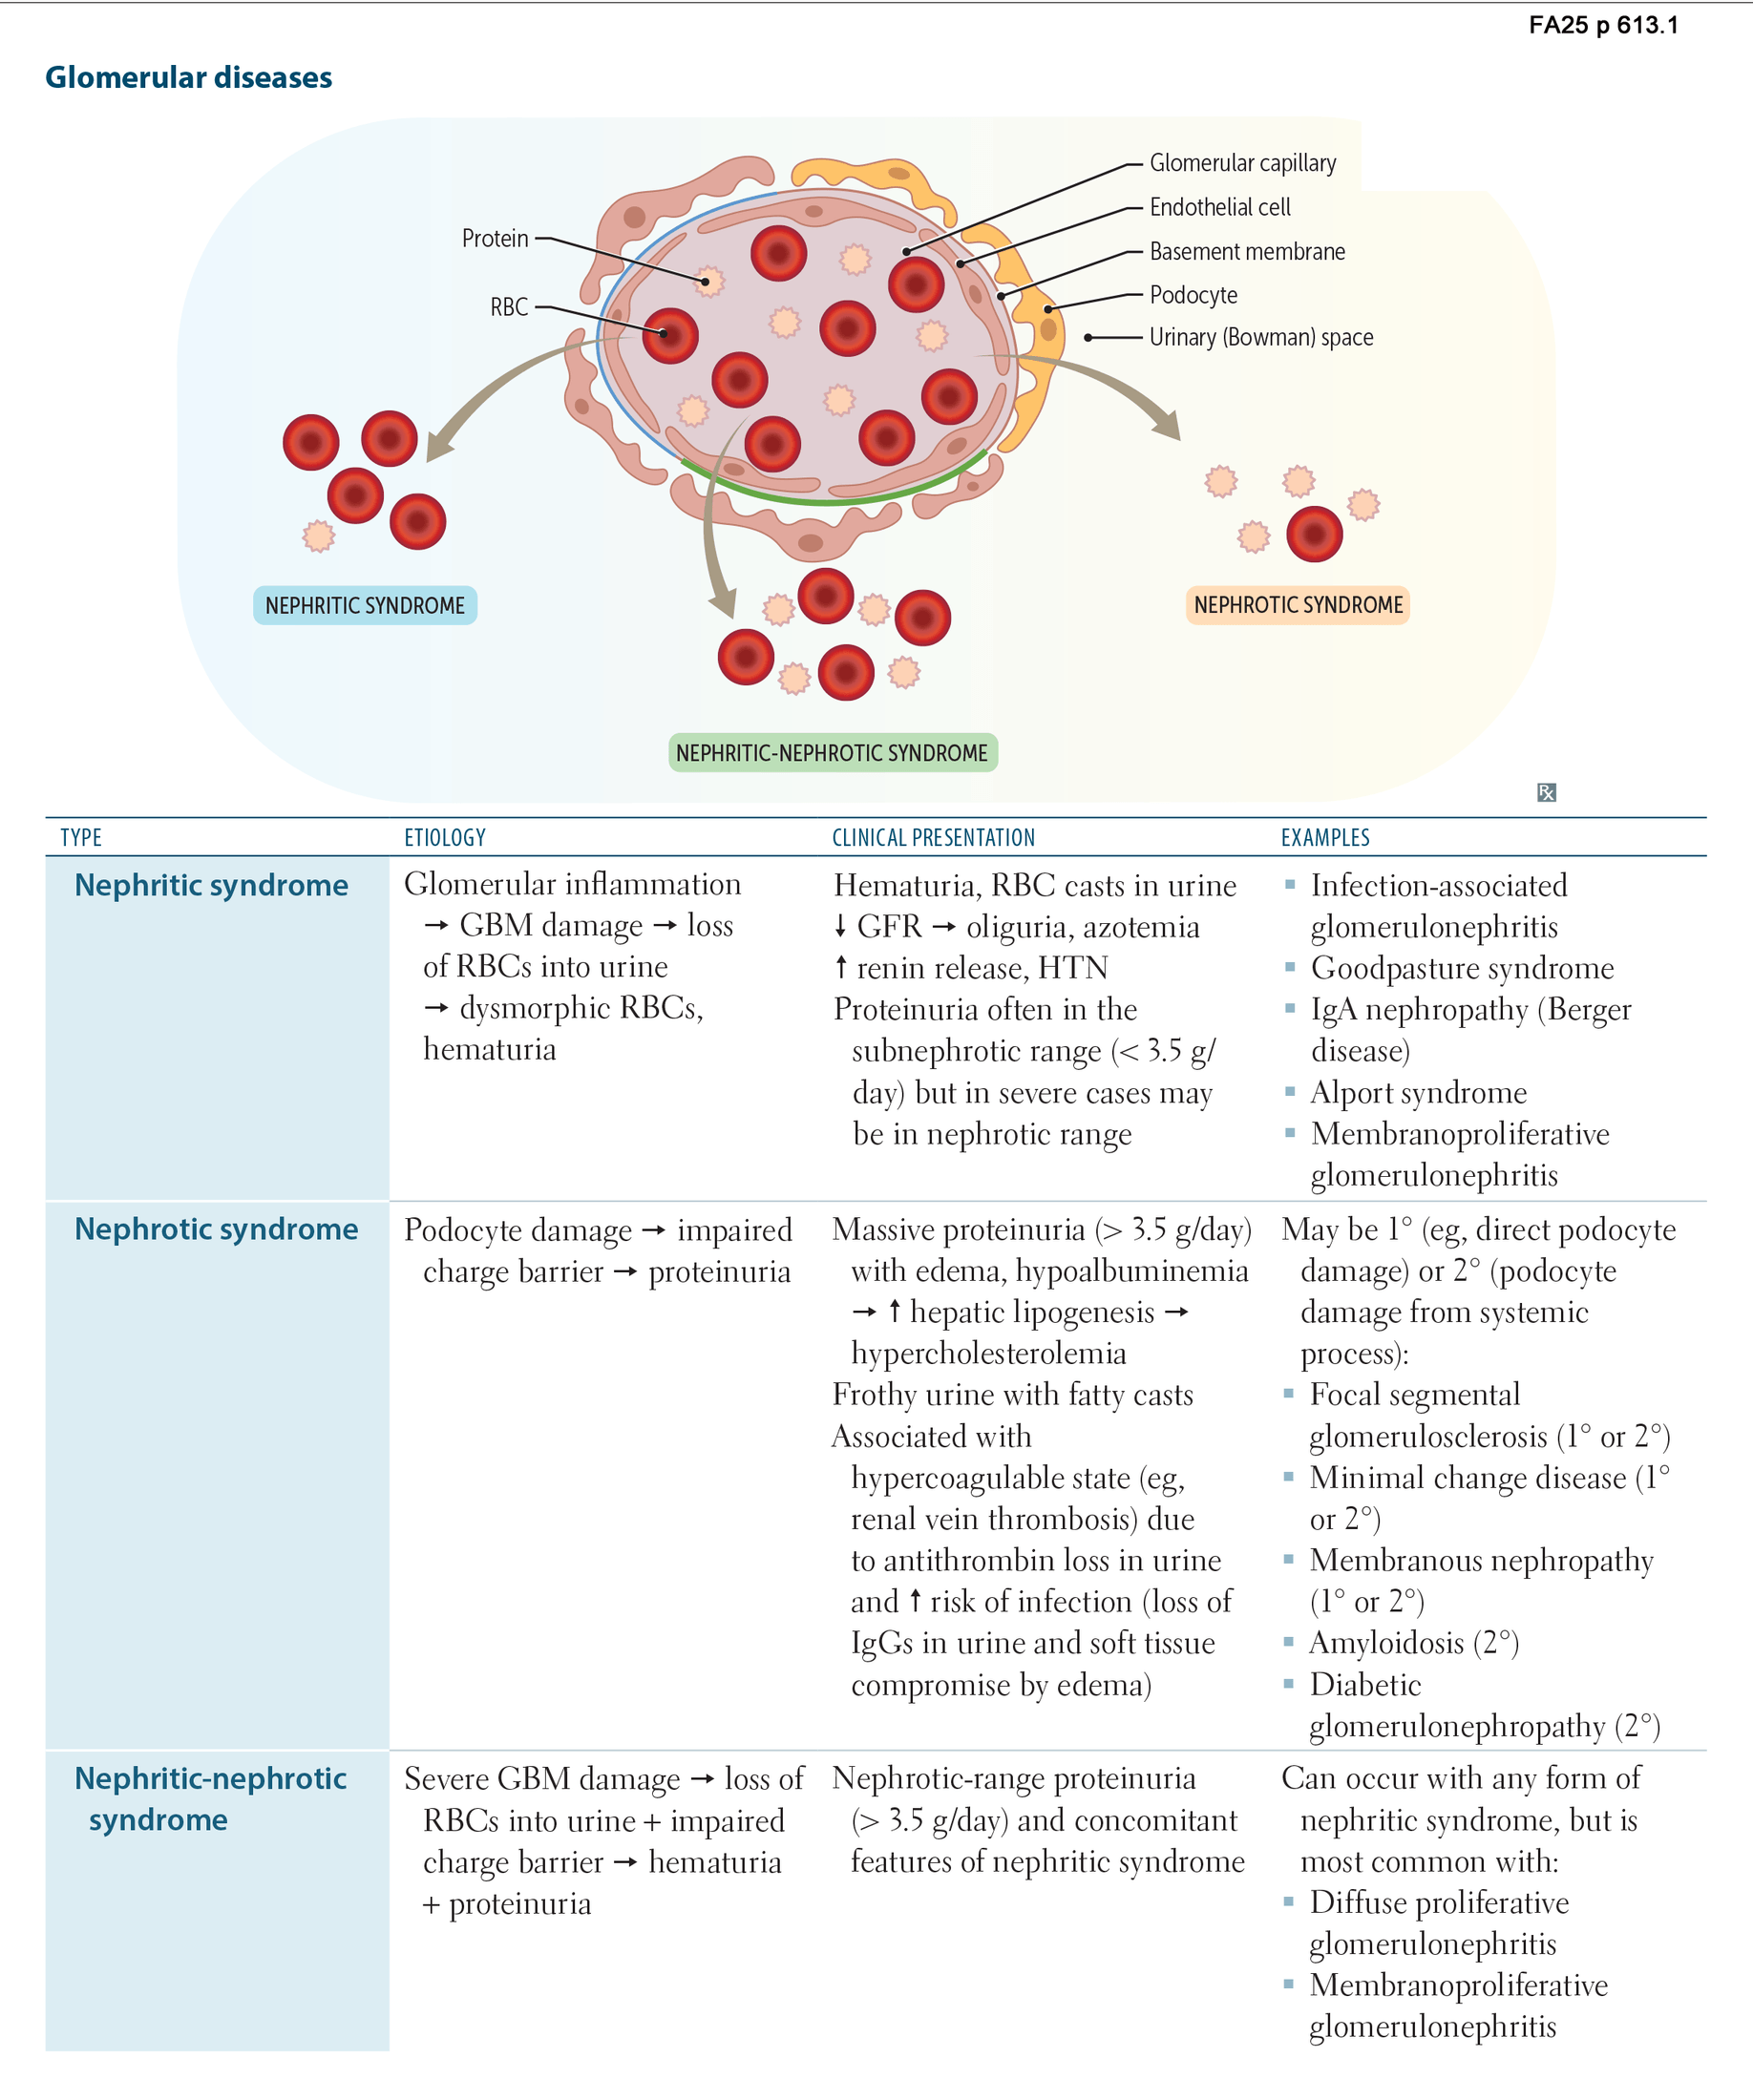 FA25 p 613.1
Glomerular diseases
Glomerular capillary
Endothelial cell
Basement membrane
Podocyte
Urinary (Bowman) space
Protein
RBC
NEPHRITIC SYNDROME
NEPHROTIC SYNDROME
NEPHRITIC-NEPHROTIC SYNDROME
Rx
TYPE
ETIOLOGY
CLINICAL PRESENTATION
EXAMPLES
Nephritic syndrome
Glomerular inflammation
→ GBM damage → loss
of RBCs into urine
→ dysmorphic RBCs,
hematuria
Hematuria, RBC casts in urine
↓ GFR → oliguria, azotemia
↑ renin release, HTN
Proteinuria often in the
subnephrotic range (< 3.5 g/
day) but in severe cases may
be in nephrotic range
▪ Infection-associated
glomerulonephritis
▪ Goodpasture syndrome
▪ IgA nephropathy (Berger
disease)
▪ Alport syndrome
▪ Membranoproliferative
glomerulonephritis
Nephrotic syndrome
Podocyte damage → impaired
charge barrier → proteinuria
Massive proteinuria (> 3.5 g/day)
with edema, hypoalbuminemia
→ ↑ hepatic lipogenesis →
hypercholesterolemia
Frothy urine with fatty casts
Associated with
hypercoagulable state (eg,
renal vein thrombosis) due
to antithrombin loss in urine
and ↑ risk of infection (loss of
IgGs in urine and soft tissue
compromise by edema)
May be 1° (eg, direct podocyte
damage) or 2° (podocyte
damage from systemic
process):
▪ Focal segmental
glomerulosclerosis (1° or 2°)
▪ Minimal change disease (1°
or 2°)
▪ Membranous nephropathy
(1° or 2°)
▪ Amyloidosis (2°)
▪ Diabetic
glomerulonephropathy (2°)
Nephritic-nephrotic
syndrome
Severe GBM damage → loss of
RBCs into urine + impaired
charge barrier → hematuria
+ proteinuria
Nephrotic-range proteinuria
(> 3.5 g/day) and concomitant
features of nephritic syndrome
Can occur with any form of
nephritic syndrome, but is
most common with:
▪ Diffuse proliferative
glomerulonephritis
▪ Membranoproliferative
glomerulonephritis